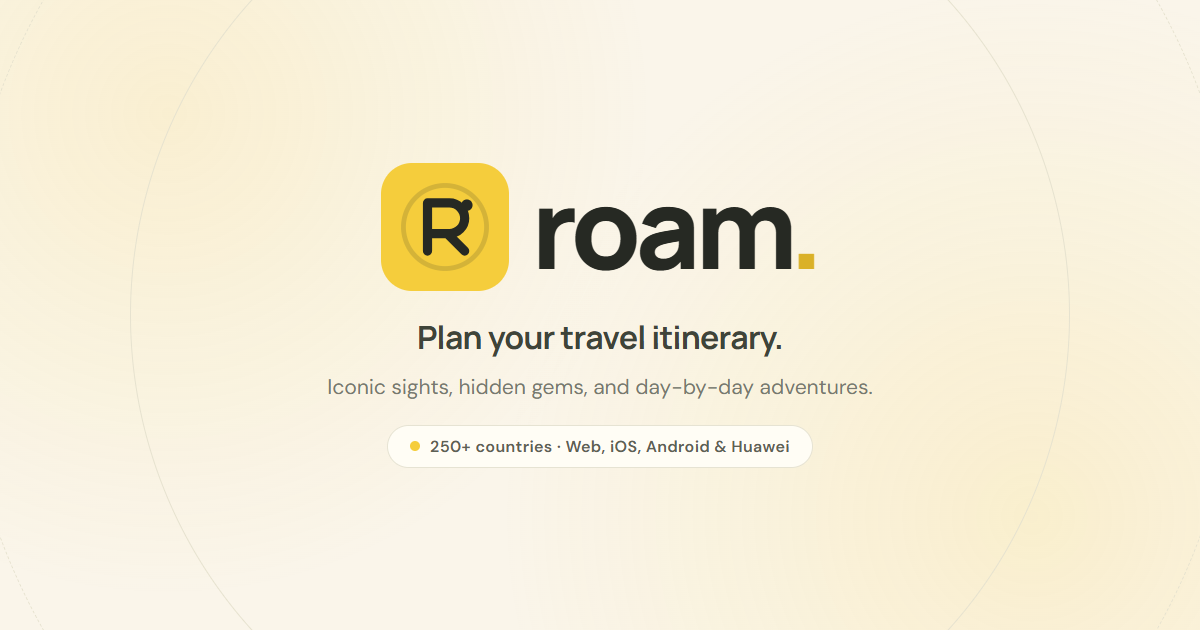 R
roam.
Plan your travel itinerary.
Iconic sights, hidden gems, and day-by-day adventures.
250+ countries · Web, iOS, Android & Huawei